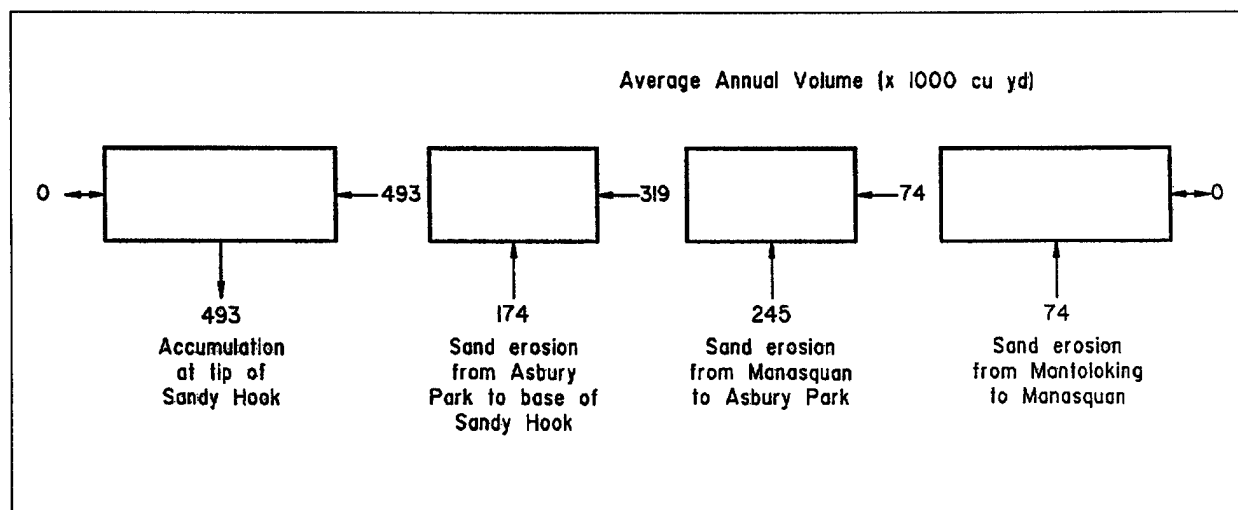 Average Annual Volume (x 1000 cu yd)
0
493
319
74
0
493
Accumulation
at tip of
Sandy Hook
174
Sand erosion
from Asbury
Park to base of
Sandy Hook
245
Sand erosion
from Manasquan
to Asbury Park
74
Sand erosion
from Mantoloking
to Manasquan